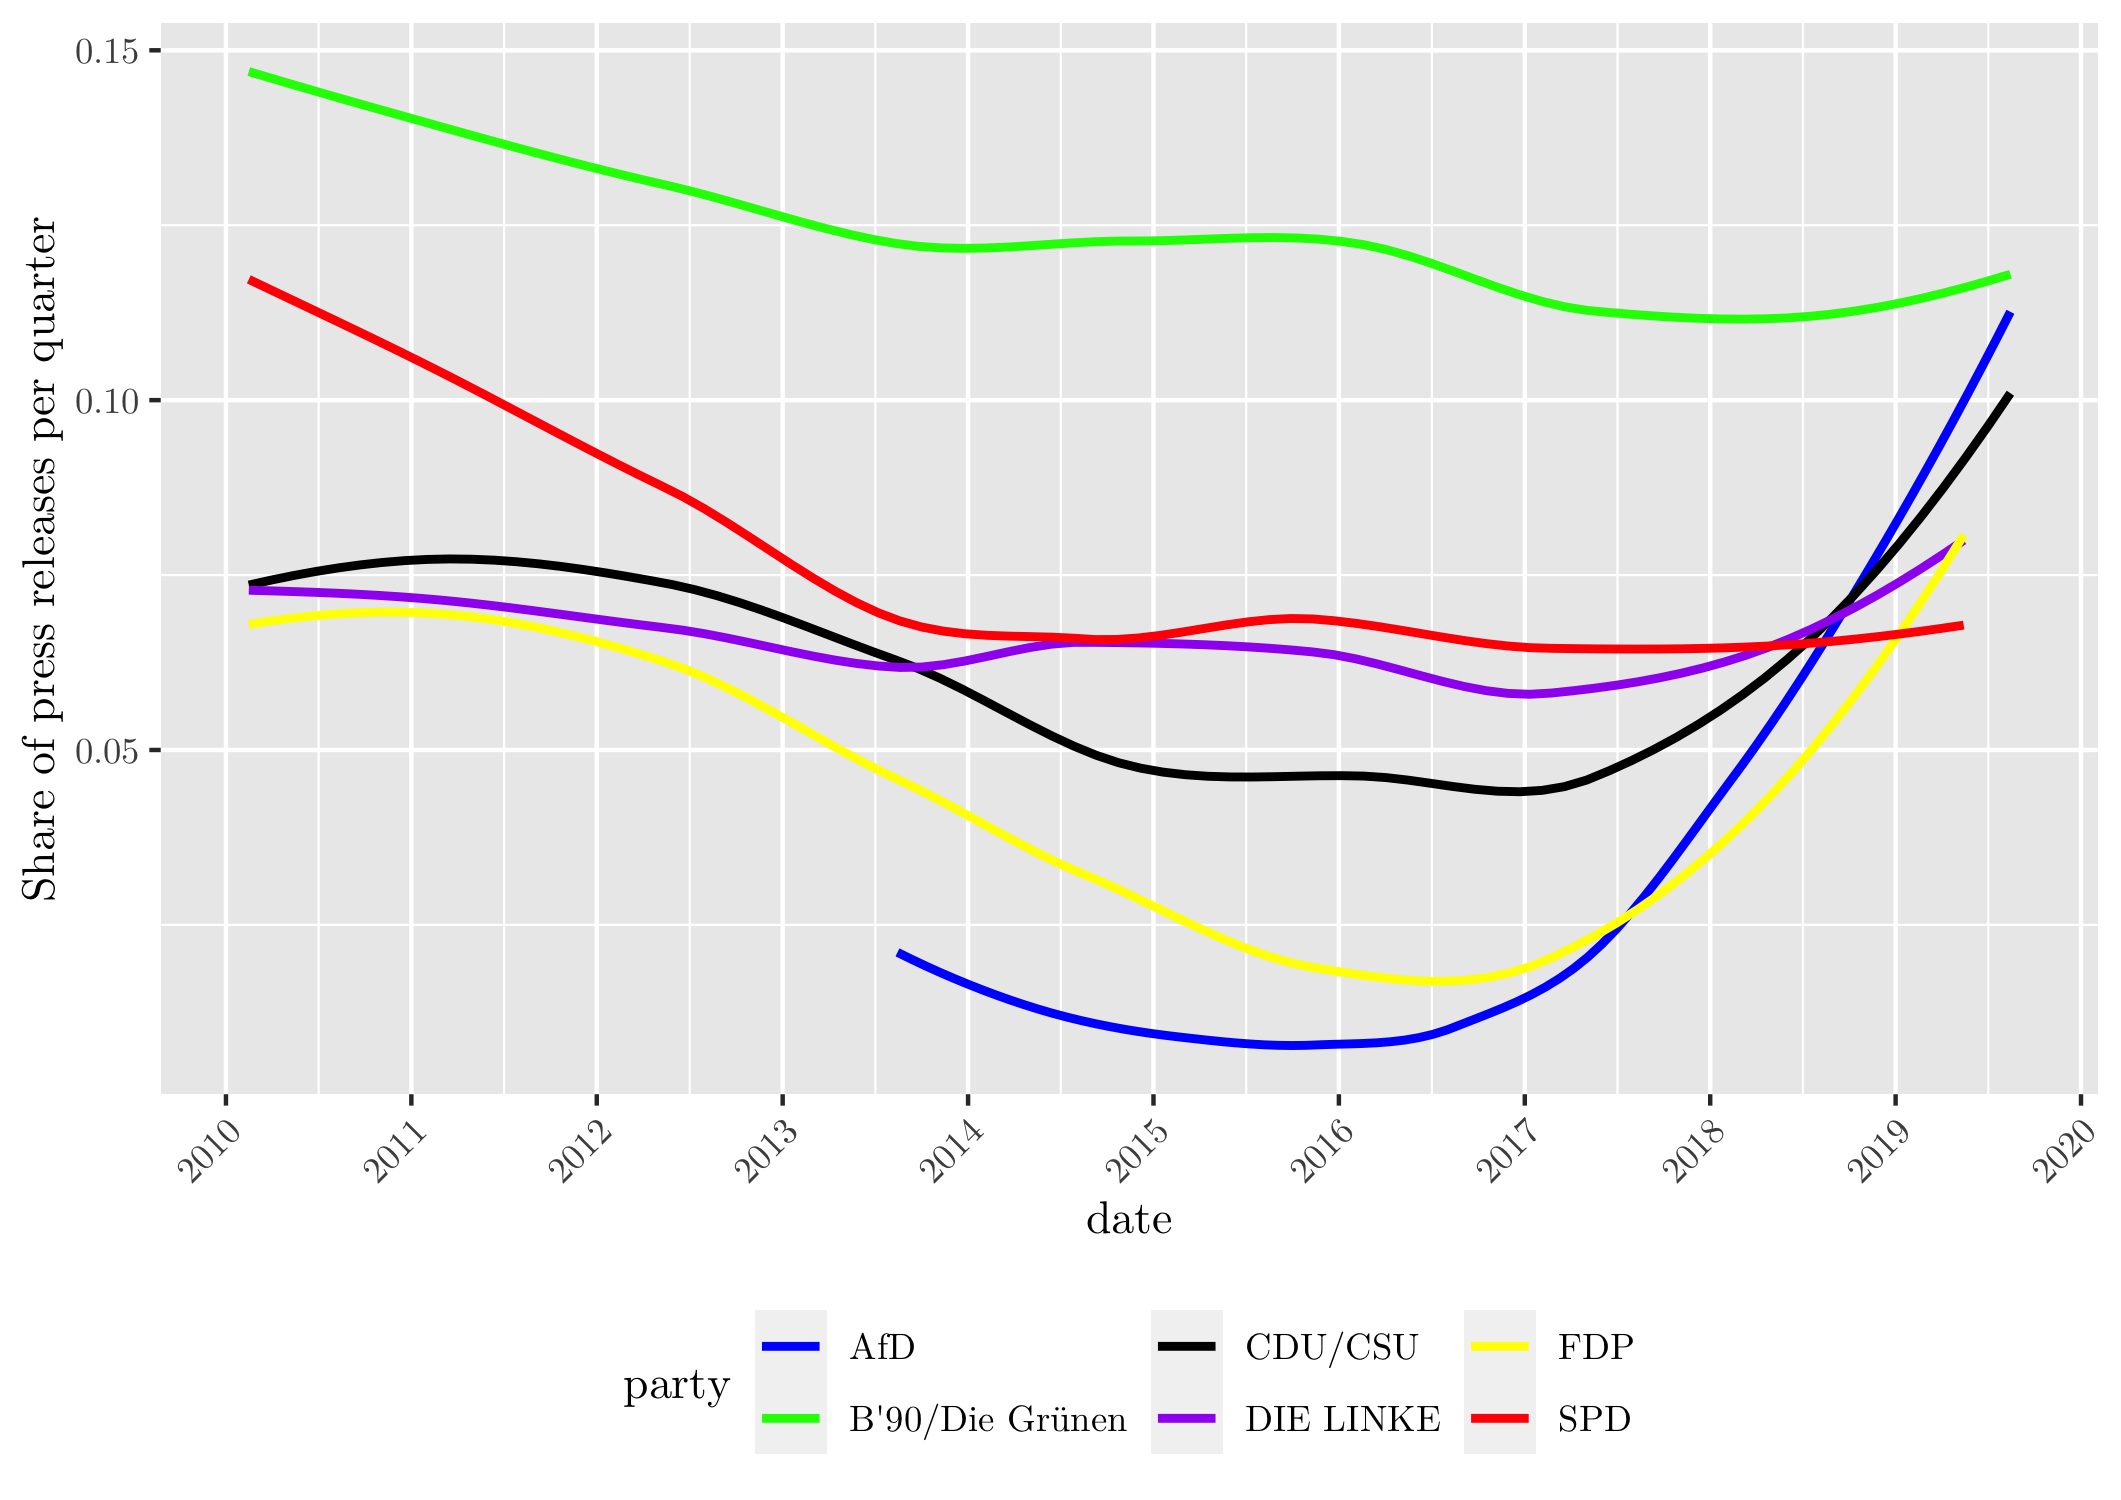 Share of press releases per quarter
0.15
0.10
0.05
2010 2011 2012 2013 2014 2015 2016 2017 2018 2019 2020
date
party
AfD CDU/CSU FDP
B'90/Die Grünen DIE LINKE SPD